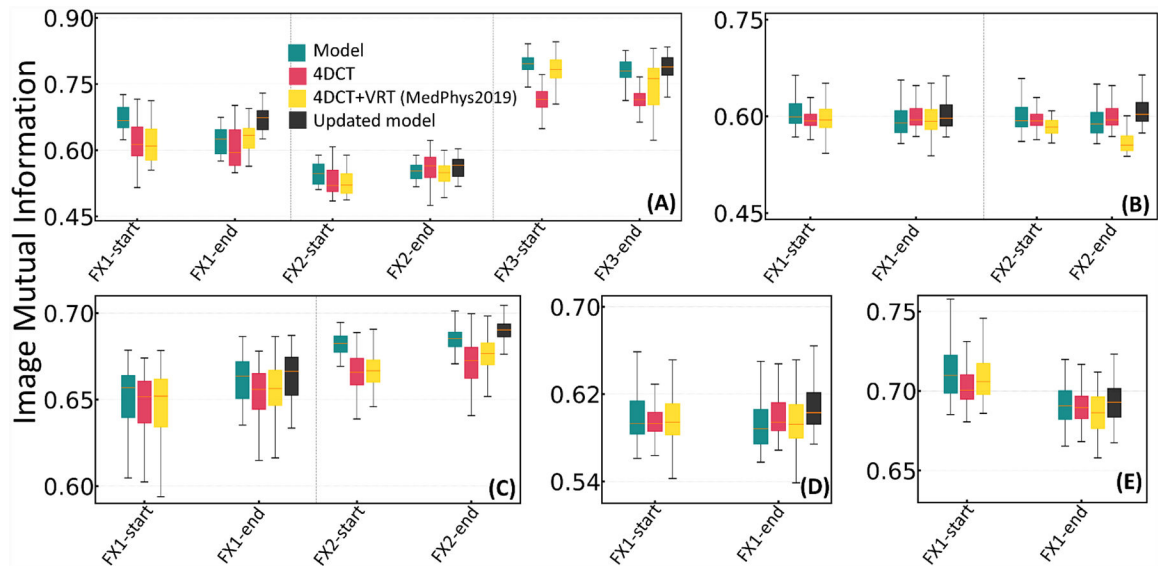 Image Mutual Information
0.90
0.75
0.60
0.45
Model
4DCT
4DCT+VRT (MedPhys2019)
Updated model
(A)
FX1-start
FX1-end
FX2-start
FX2-end
FX3-start
FX3-end
0.75
0.60
0.45
(B)
FX1-start
FX1-end
FX2-start
FX2-end
0.70
0.65
0.60
(C)
FX1-start
FX1-end
FX2-start
FX2-end
0.70
0.62
0.54
(D)
FX1-start
FX1-end
0.75
0.70
0.65
(E)
FX1-start
FX1-end